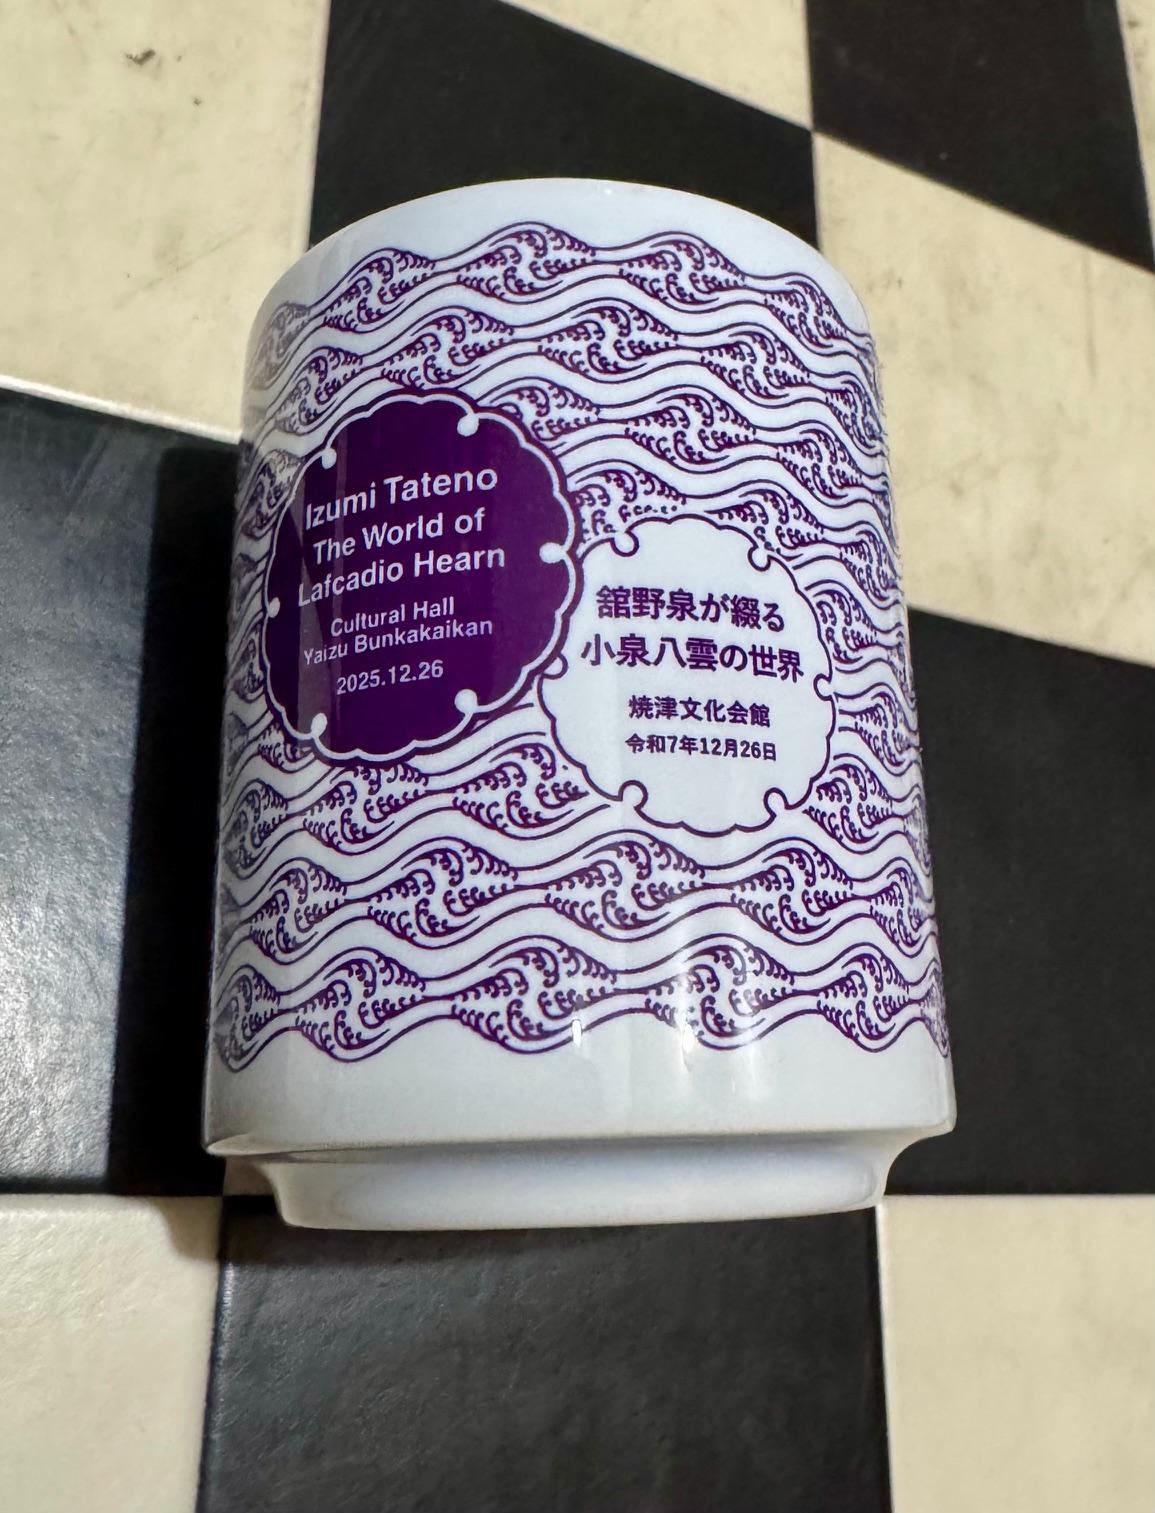 Izumi Tateno
The World of
Lafcadio Hearn
Cultural Hall
Yaizu Bunkakaikan
2025.12.26
舘野泉が綴る
小泉八雲の世界
焼津文化会館
令和7年12月26日